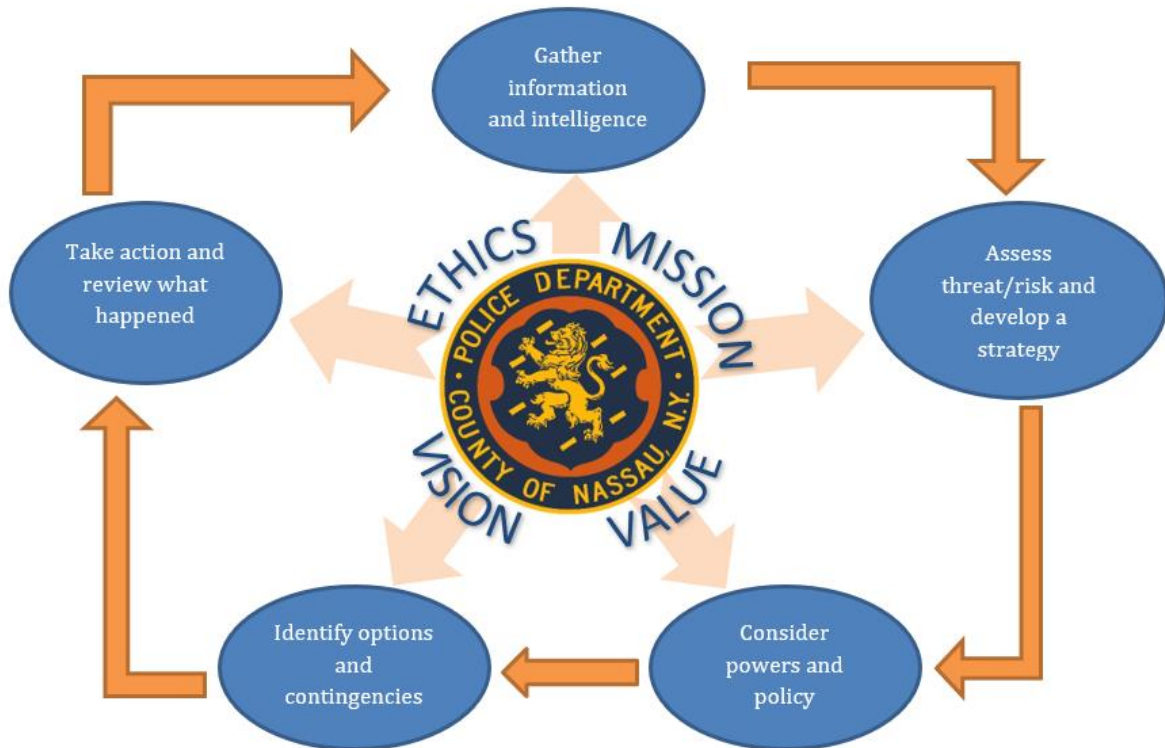 Gather
information
and intelligence
Assess
threat/risk and
develop a
strategy
Consider
powers and
policy
Identify options
and
contingencies
Take action and
review what
happened
ETHICS
MISSION
VALUE
VISION
POLICE DEPARTMENT
COUNTY OF NASSAU, N.Y.